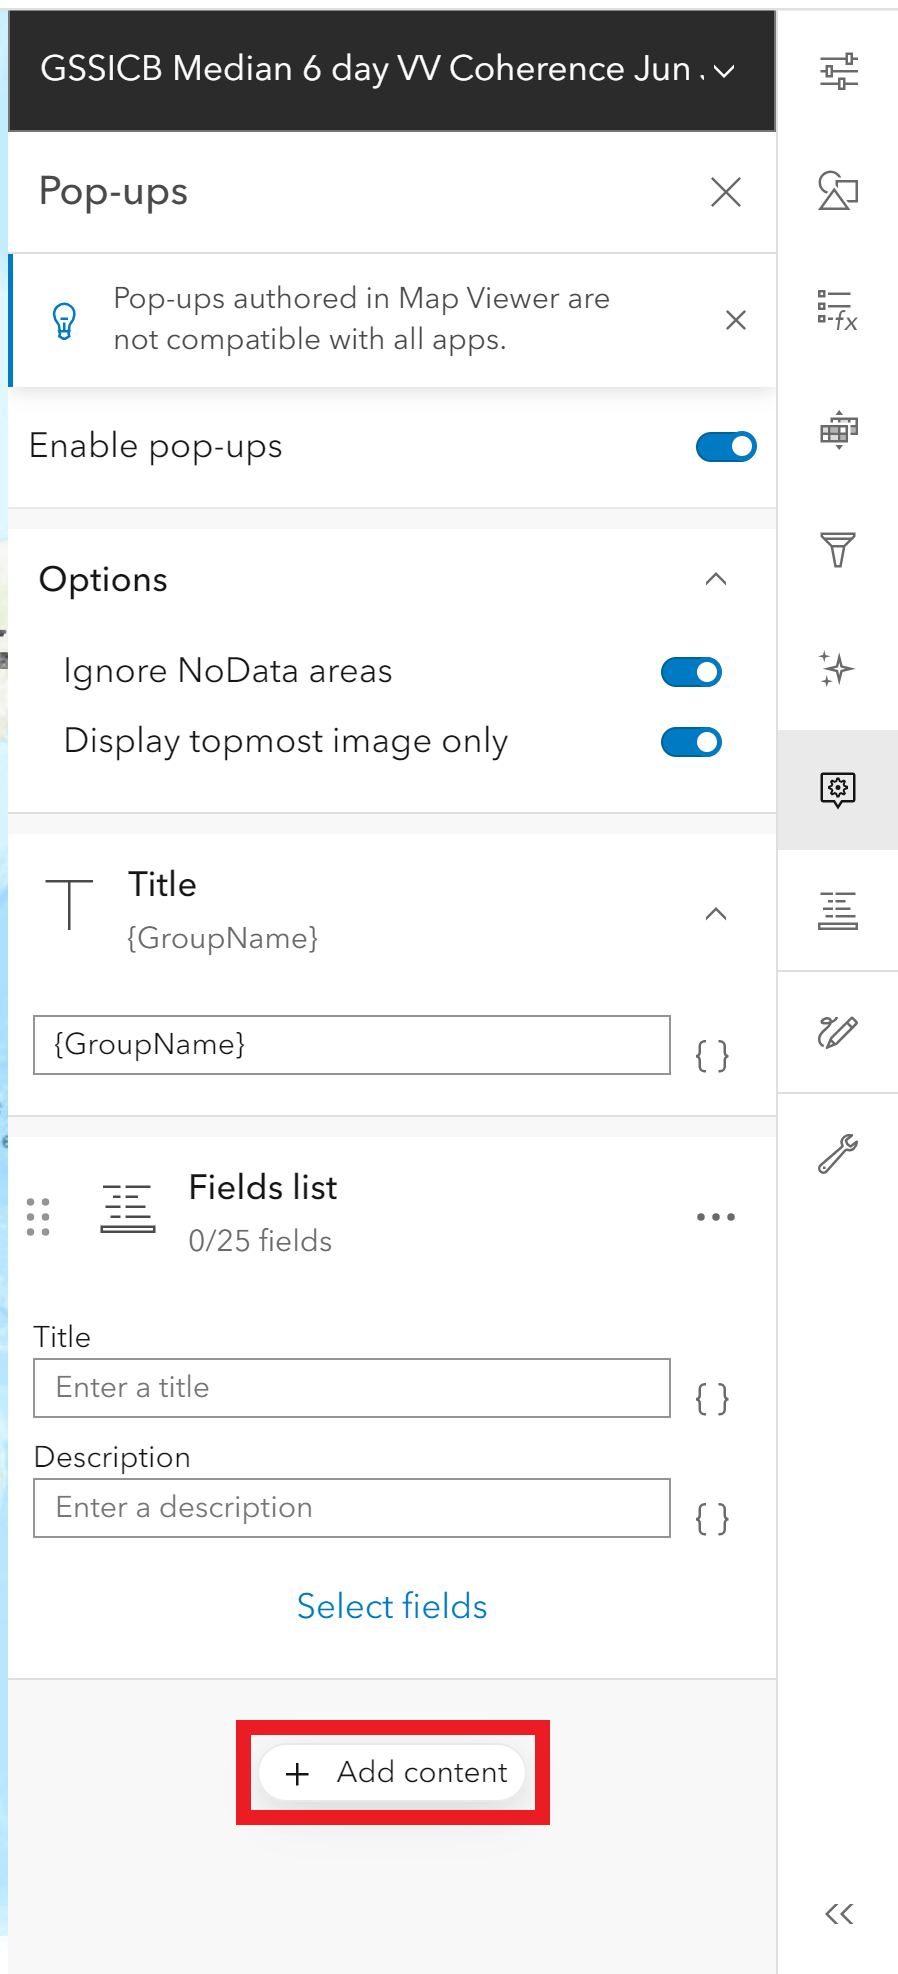 GSSICB Median 6 day VV Coherence Jun
Pop-ups
Pop-ups authored in Map Viewer are
not compatible with all apps.
Enable pop-ups
Options
Ignore NoData areas
Display topmost image only
Title
{GroupName}
{GroupName}
{ }
Fields list
0/25 fields
Title
Enter a title
{ }
Description
Enter a description
{ }
Select fields
+ Add content